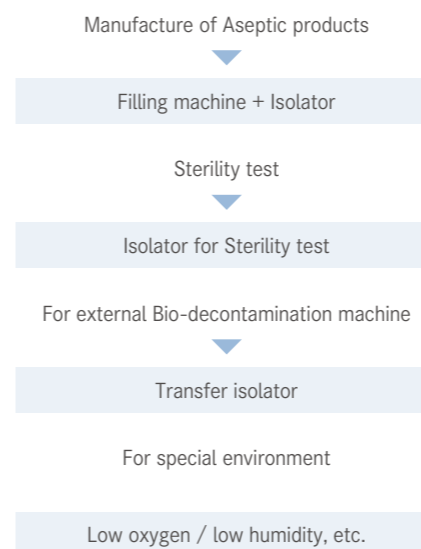 Manufacture of Aseptic products
Filling machine + Isolator
Sterility test
Isolator for Sterility test
For external Bio-decontamination machine
Transfer isolator
For special environment
Low oxygen / low humidity, etc.